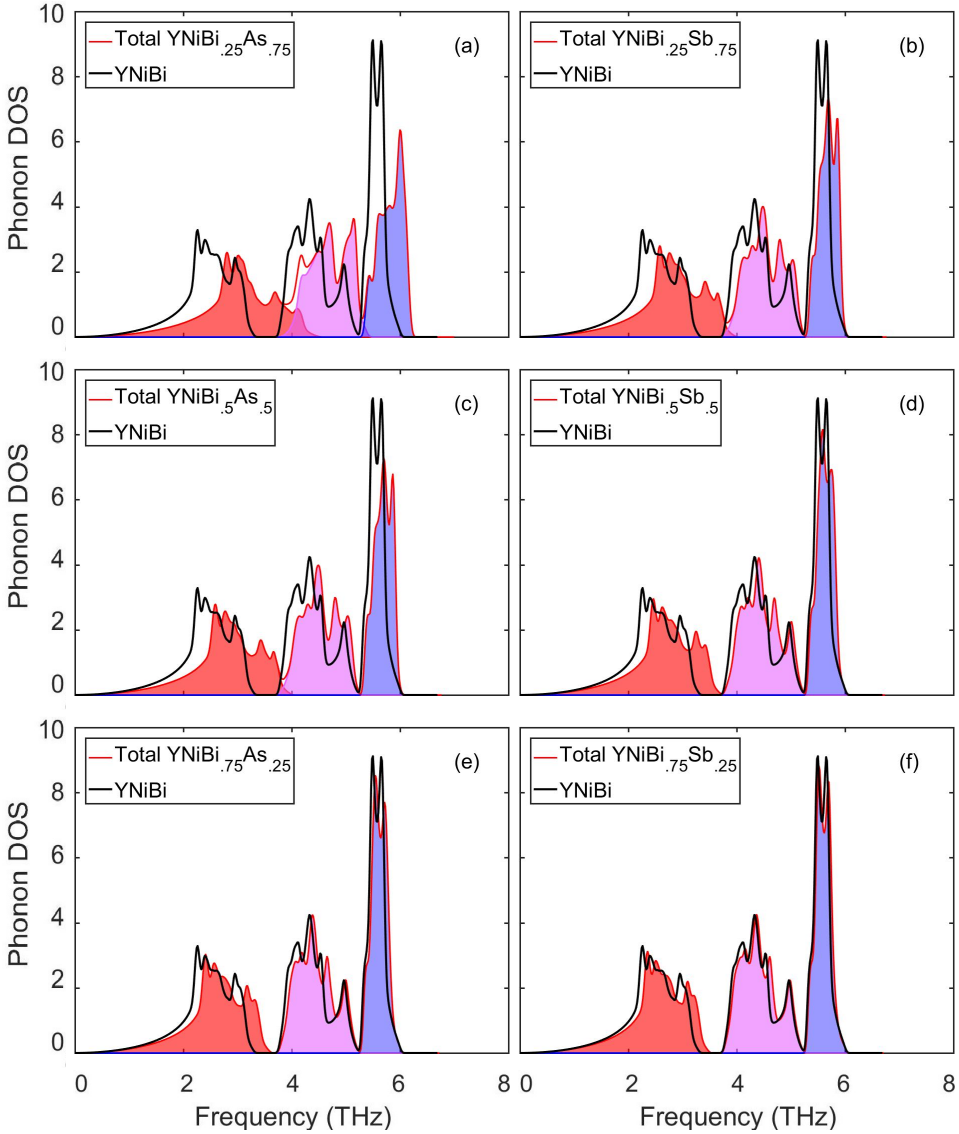 10
8
6
4
2
0
Phonon DOS
Total YNiBi.25As.75
YNiBi
(a)
Total YNiBi.25Sb.75
YNiBi
(b)
10
8
6
4
2
0
Phonon DOS
Total YNiBi.5As.5
YNiBi
(c)
Total YNiBi.5Sb.5
YNiBi
(d)
10
8
6
4
2
0
Phonon DOS
Total YNiBi.75As.25
YNiBi
(e)
Total YNiBi.75Sb.25
YNiBi
(f)
0 2 4 6 8 0 2 4 6 8
Frequency (THz) Frequency (THz)